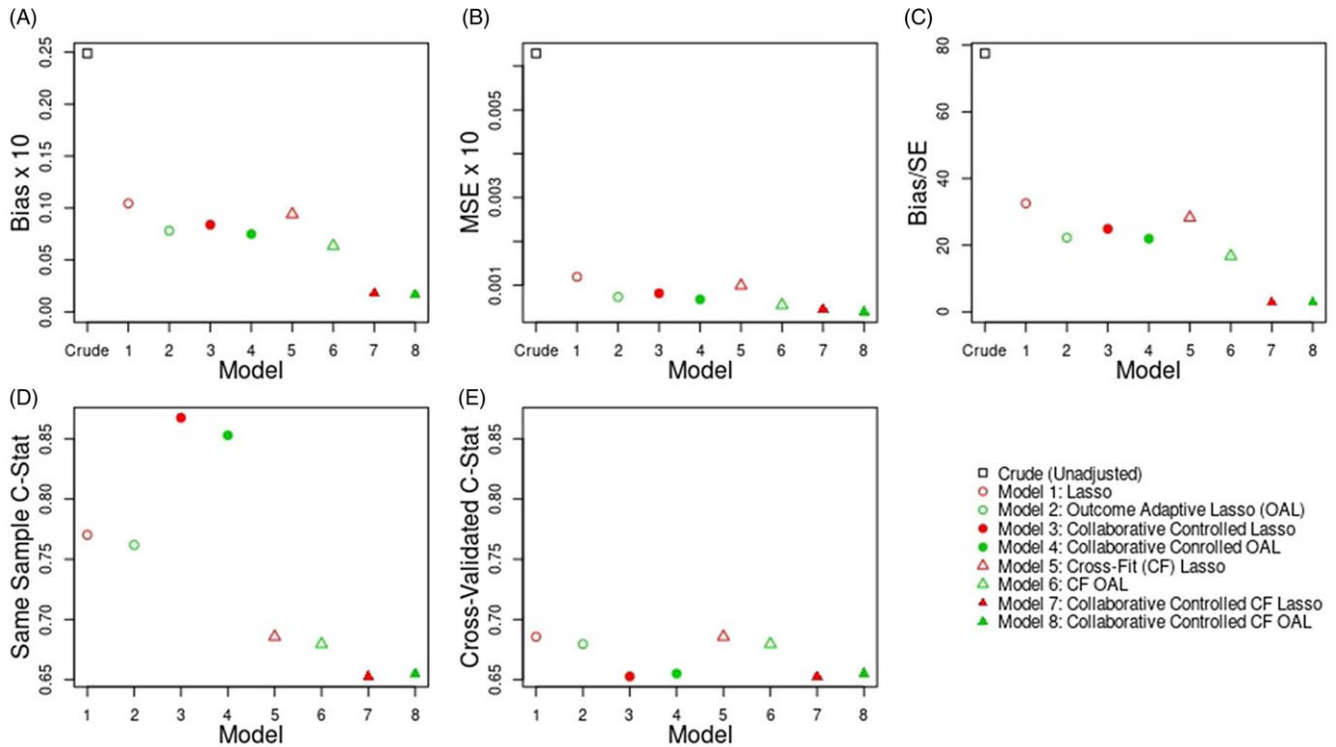 (A)
Bias x 10
0.25
0.20
0.15
0.10
0.05
0.00
Crude 1 2 3 4 5 6 7 8
Model
(B)
MSE x 10
0.005
0.003
0.001
Crude 1 2 3 4 5 6 7 8
Model
(C)
Bias/SE
80
60
40
20
0
Crude 1 2 3 4 5 6 7 8
Model
(D)
Same Sample C-Stat
0.85
0.80
0.75
0.70
0.65
1 2 3 4 5 6 7 8
Model
(E)
Cross-Validated C-Stat
0.85
0.80
0.75
0.70
0.65
1 2 3 4 5 6 7 8
Model
Crude (Unadjusted)
Model 1: Lasso
Model 2: Outcome Adaptive Lasso (OAL)
Model 3: Collaborative Controlled Lasso
Model 4: Collaborative Conrolled OAL
Model 5: Cross-Fit (CF) Lasso
Model 6: CF OAL
Model 7: Collaborative Controlled CF Lasso
Model 8: Collaborative Controlled CF OAL